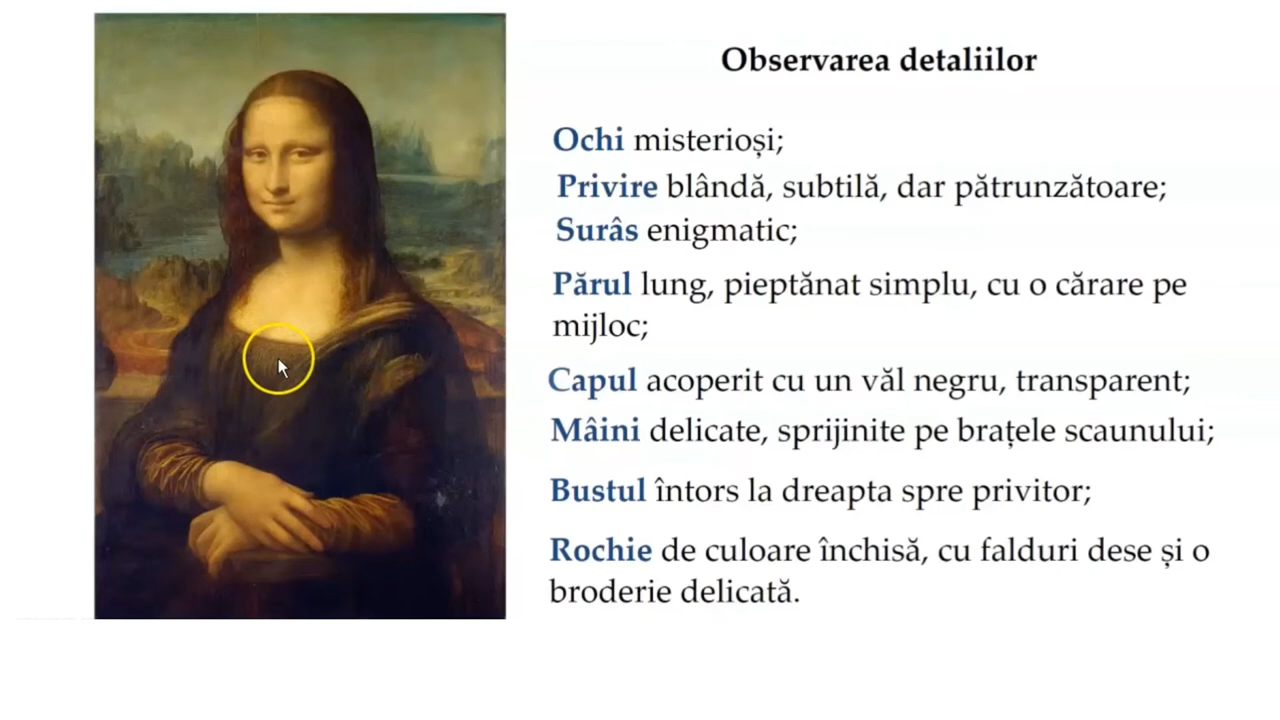 Observarea detaliilor
Ochi misterioși;
Privire blândă, subtilă, dar pătrunzătoare;
Surâs enigmatic;
Părul lung, pieptănat simplu, cu o cărare pe
mijloc;
Capul acoperit cu un văl negru, transparent;
Mâini delicate, sprijinite pe brațele scaunului;
Bustul întors la dreapta spre privitor;
Rochie de culoare închisă, cu falduri dese și o
broderie delicată.